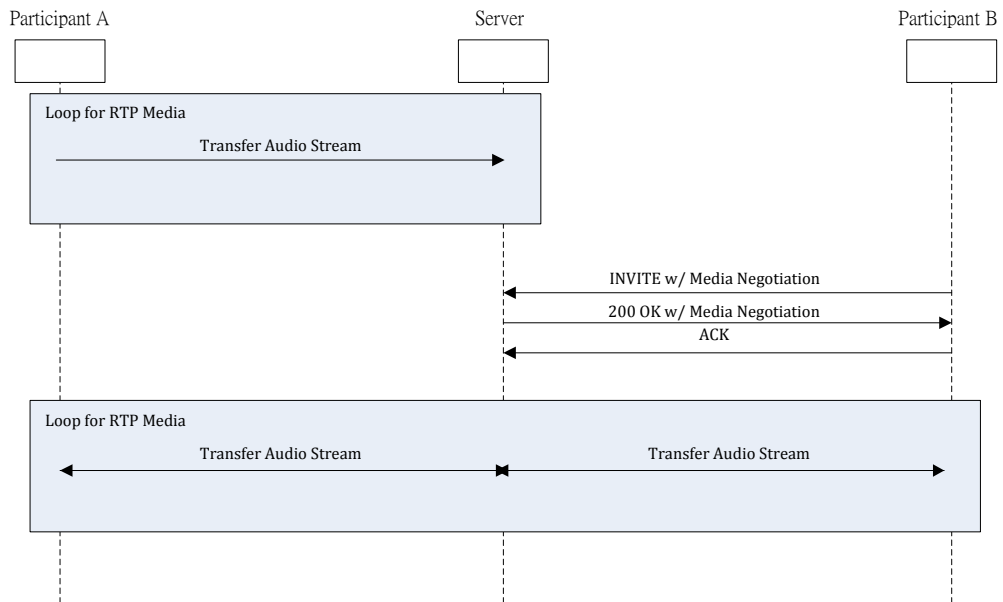 Participant A
Server
Participant B
Loop for RTP Media
Transfer Audio Stream
INVITE w/ Media Negotiation
200 OK w/ Media Negotiation
ACK
Loop for RTP Media
Transfer Audio Stream
Transfer Audio Stream